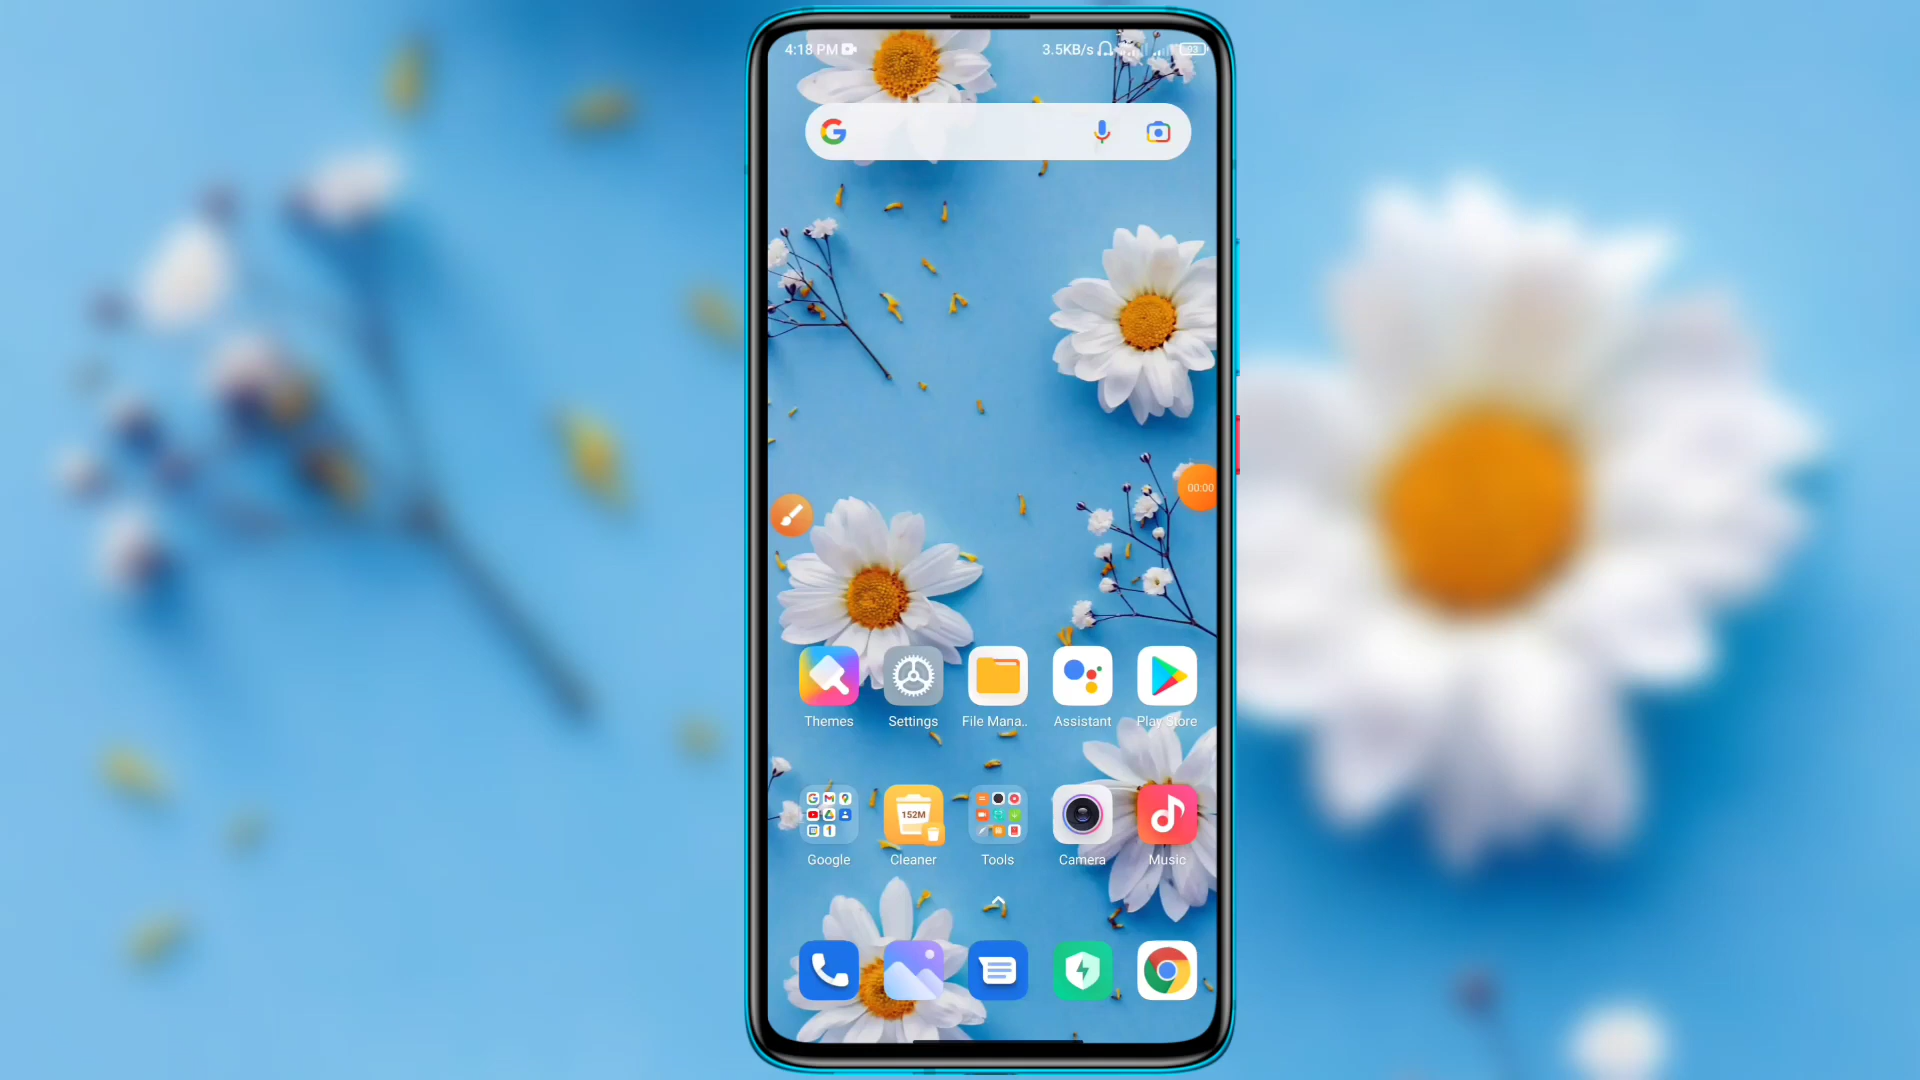 4:18 PM
3.5KB/s
93
00:00
Themes
Settings
File Mana..
Assistant
Play Store
152M
Google
Cleaner
Tools
Camera
Music